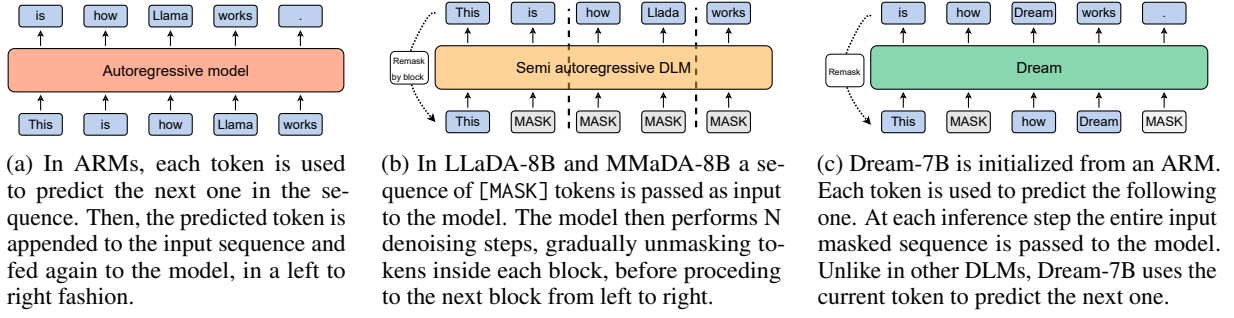 is how Llama works .
Autoregressive model
This is how Llama works
(a) In ARMs, each token is used
to predict the next one in the se-
quence. Then, the predicted token is
appended to the input sequence and
fed again to the model, in a left to
right fashion.
This is how Llada works
Remask
by block
Semi autoregressive DLM
This MASK MASK MASK MASK
(b) In LLaDA-8B and MMaDA-8B a se-
quence of [MASK] tokens is passed as input
to the model. The model then performs N
denoising steps, gradually unmasking to-
kens inside each block, before proceding
to the next block from left to right.
is how Dream works .
Remask
Dream
This MASK how Dream MASK
(c) Dream-7B is initialized from an ARM.
Each token is used to predict the following
one. At each inference step the entire input
masked sequence is passed to the model.
Unlike in other DLMs, Dream-7B uses the
current token to predict the next one.